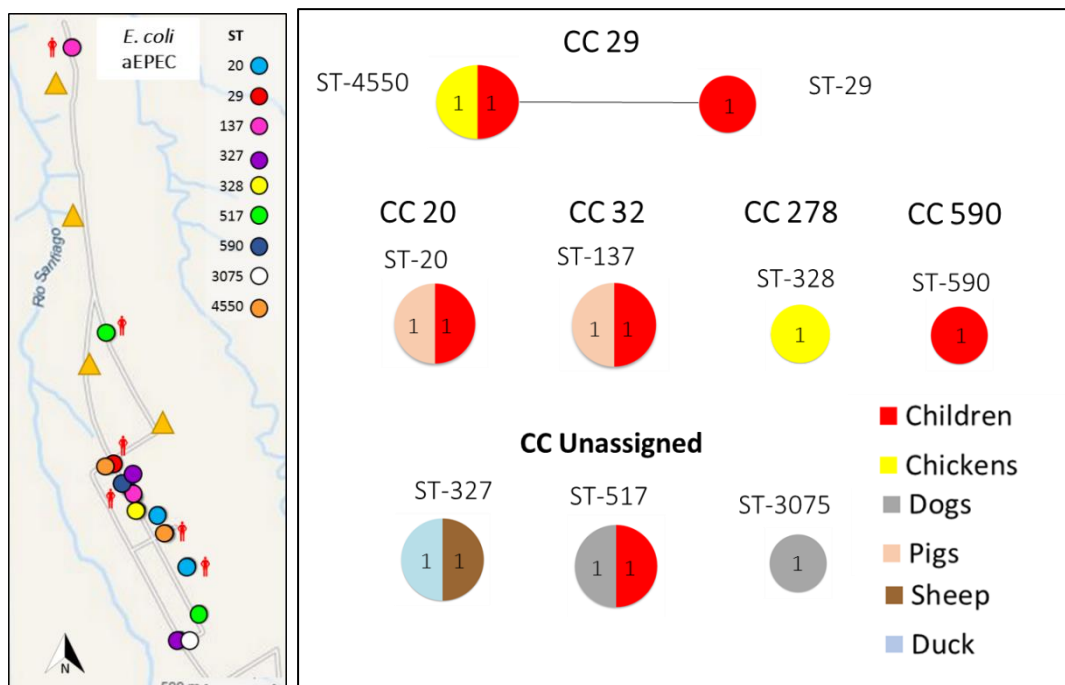 E. coli
aEPEC
ST
20
29
137
327
328
517
590
3075
4550
Rio Santiago
N
CC 29
ST-4550
1 1
1
ST-29
CC 20
CC 32
CC 278
CC 590
ST-20
ST-137
ST-328
ST-590
1 1
1 1
1
1
Children
CC Unassigned
Chickens
ST-327
ST-517
ST-3075
Dogs
1 1
1 1
1
Pigs
Sheep
Duck